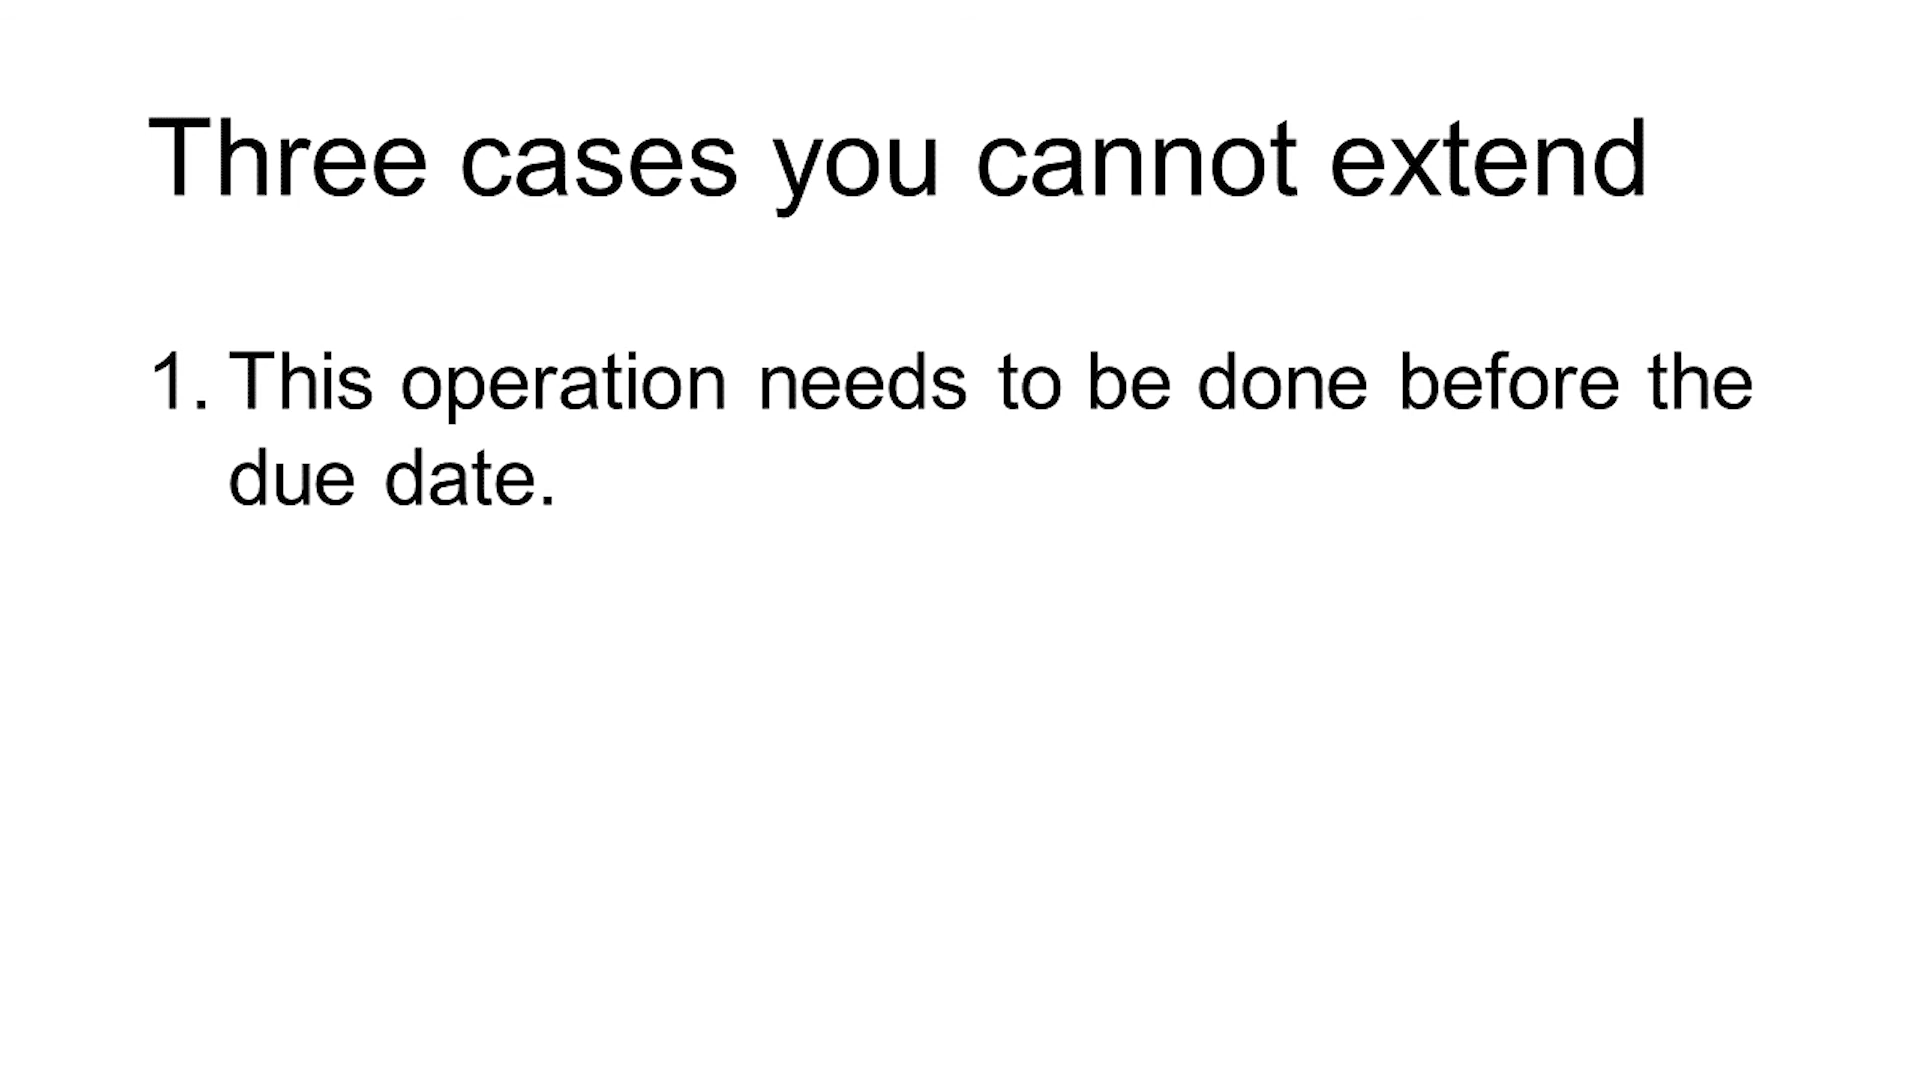 Three cases you cannot extend
1. This operation needs to be done before the
due date.